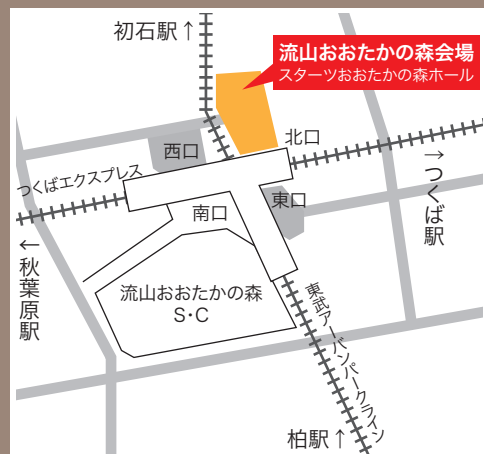 初石駅↑
流山おおたかの森会場
スターツおおたかの森ホール
北口
西口
つくばエクスプレス
→つくば駅
東口
南口
←秋葉原駅
流山おおたかの森
S・C
東武アーバンパークライン
柏駅↑